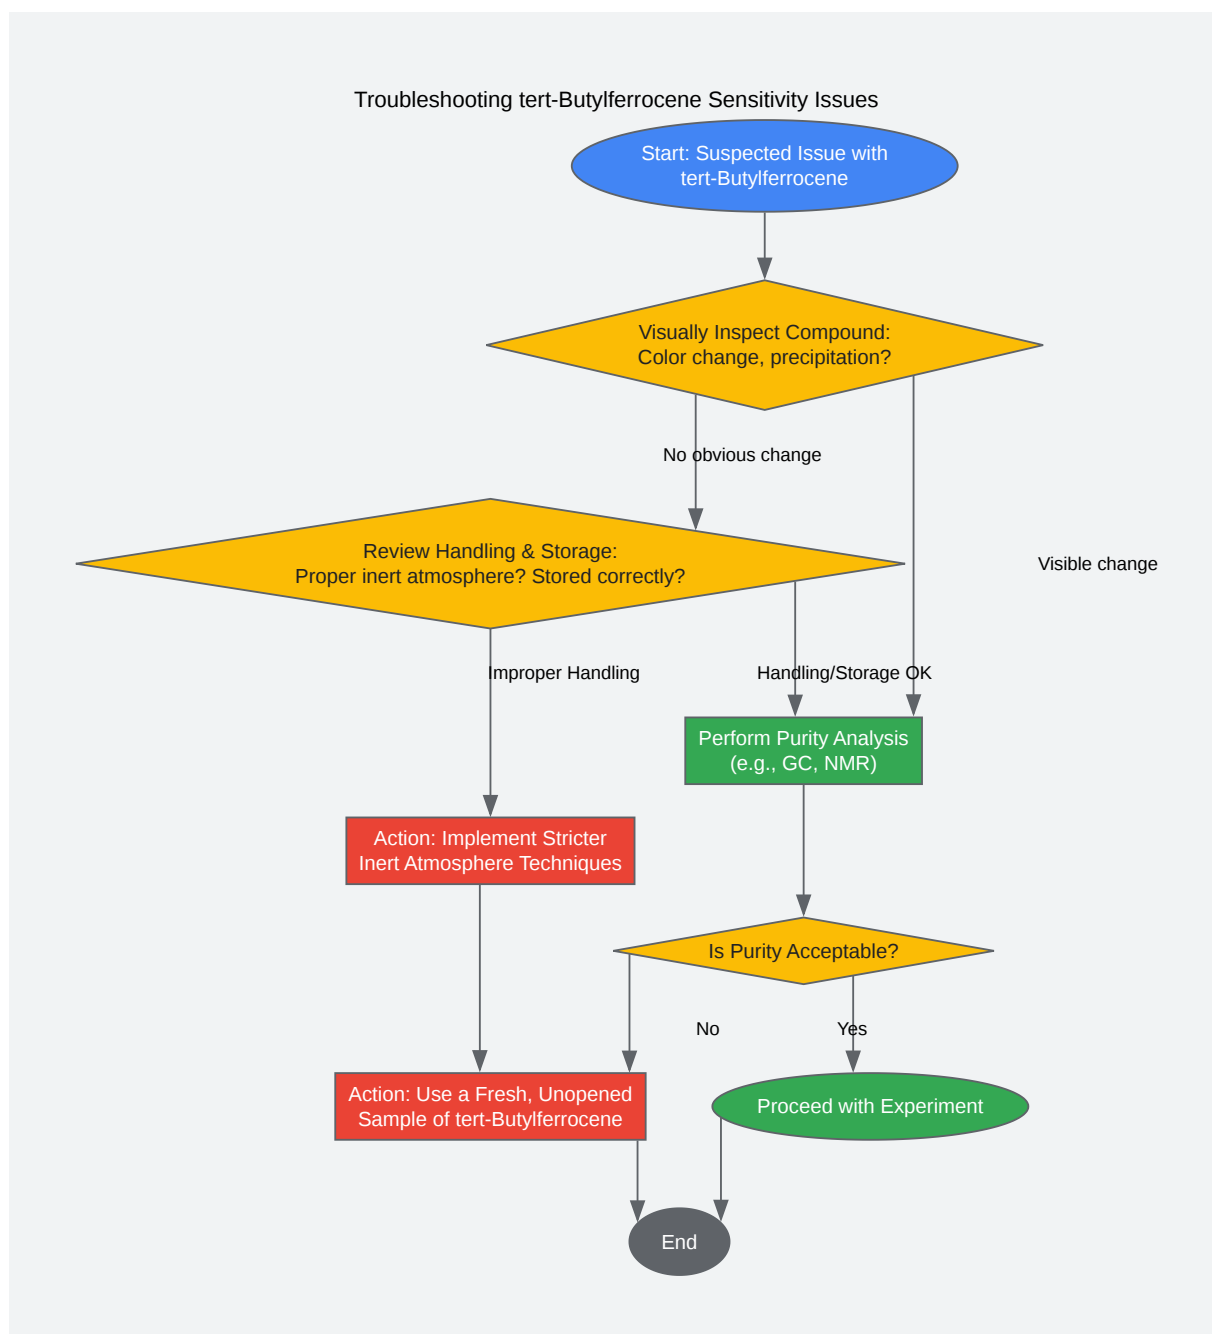 Troubleshooting tert-Butylferrocene Sensitivity Issues
Start: Suspected Issue with
tert-Butylferrocene
Visually Inspect Compound:
Color change, precipitation?
No obvious change
Review Handling & Storage:
Proper inert atmosphere? Stored correctly?
Visible change
Improper Handling
Handling/Storage OK
Perform Purity Analysis
(e.g., GC, NMR)
Action: Implement Stricter
Inert Atmosphere Techniques
Is Purity Acceptable?
No
Yes
Action: Use a Fresh, Unopened
Sample of tert-Butylferrocene
Proceed with Experiment
End